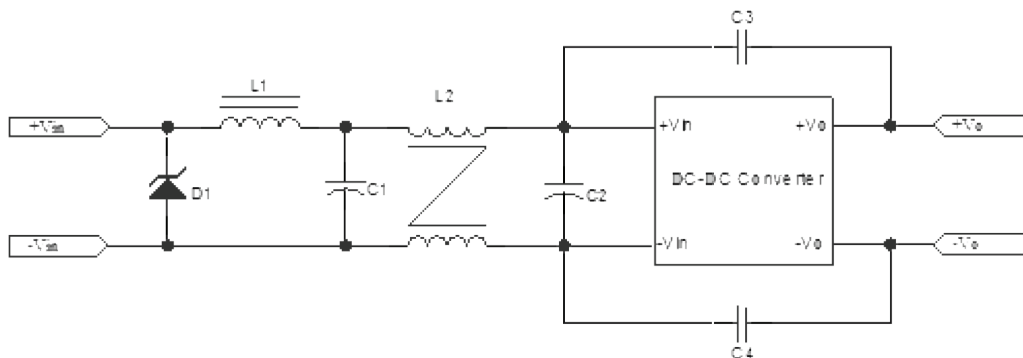 C3
L1
L2
+Vin
+Vin
+Vo
+Vo
D1
C1
C2
DC-DC Converter
-Vin
-Vin
-Vo
-Vo
C4